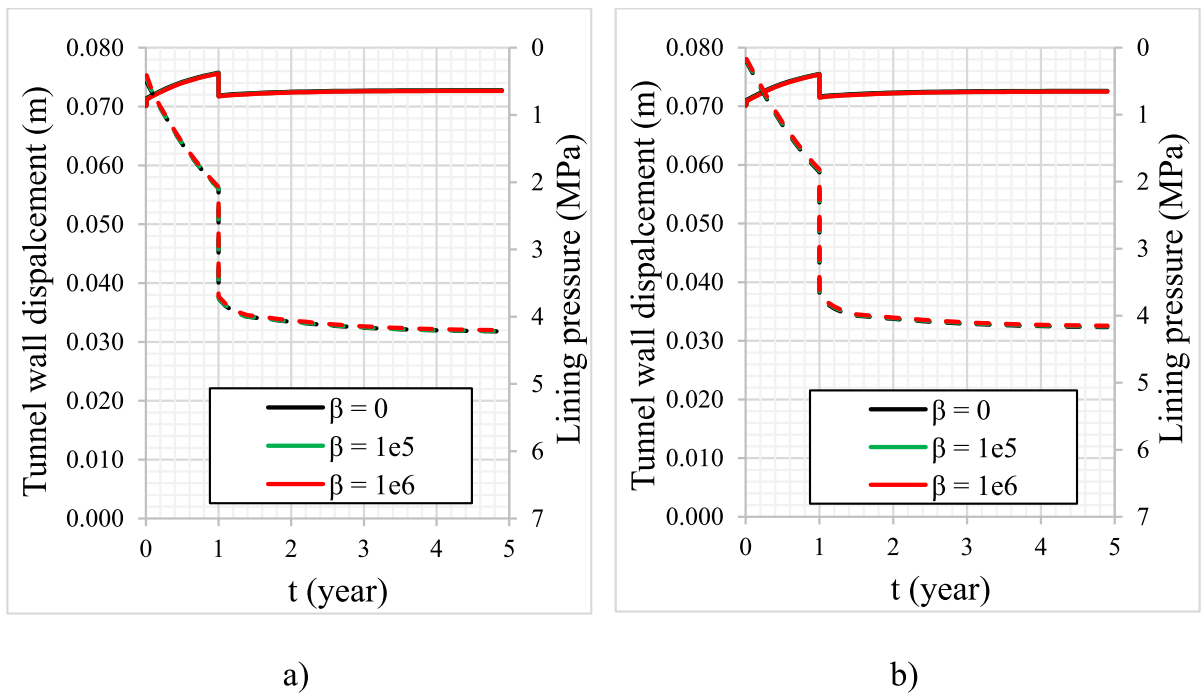 Tunnel wall dispalcement (m)
0.080
0.070
0.060
0.050
0.040
0.030
0.020
0.010
0.000
0
1
2
3
4
5
6
7
Lining pressure (MPa)
β = 0
β = 1e5
β = 1e6
0 1 2 3 4 5
t (year)
a)
Tunnel wall dispalcement (m)
0.080
0.070
0.060
0.050
0.040
0.030
0.020
0.010
0.000
0
1
2
3
4
5
6
7
Lining pressure (MPa)
β = 0
β = 1e5
β = 1e6
0 1 2 3 4 5
t (year)
b)